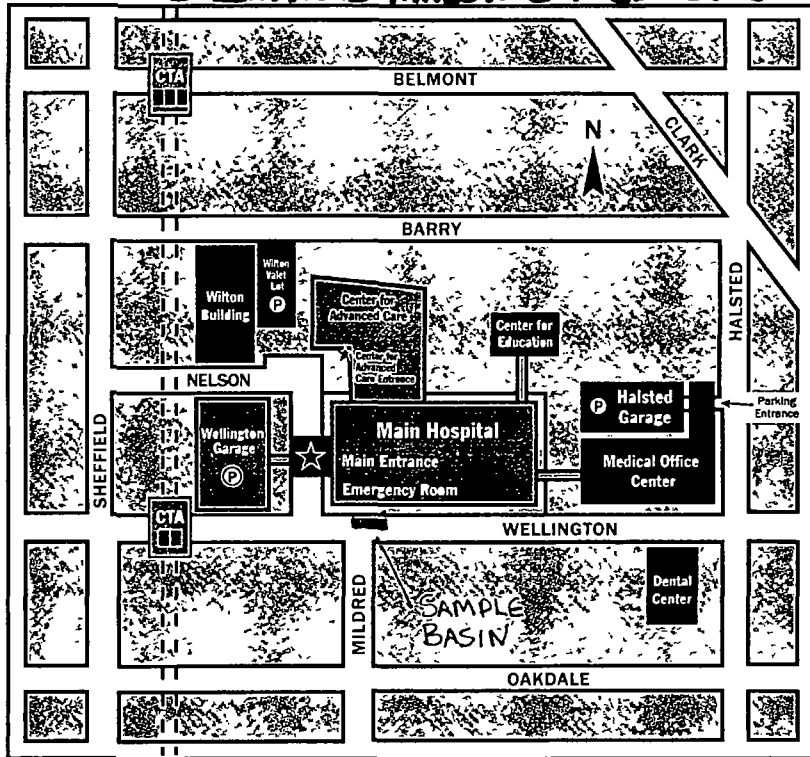 CTA
BELMONT
CLARK
N
BARRY
HALSTED
Wilton
Building
Wilton
Valet
Lot
P
Center for
Advanced Care
Center for
Advanced
Care Entrance
Center for
Education
NELSON
SHEFFIELD
Wellington
Garage
P
Main Hospital
Main Entrance
Emergency Room
P Halsted
Garage
Parking
Entrance
Medical Office
Center
CTA
WELLINGTON
MILDRED
SAMPLE
BASIN
Dental
Center
OAKDALE